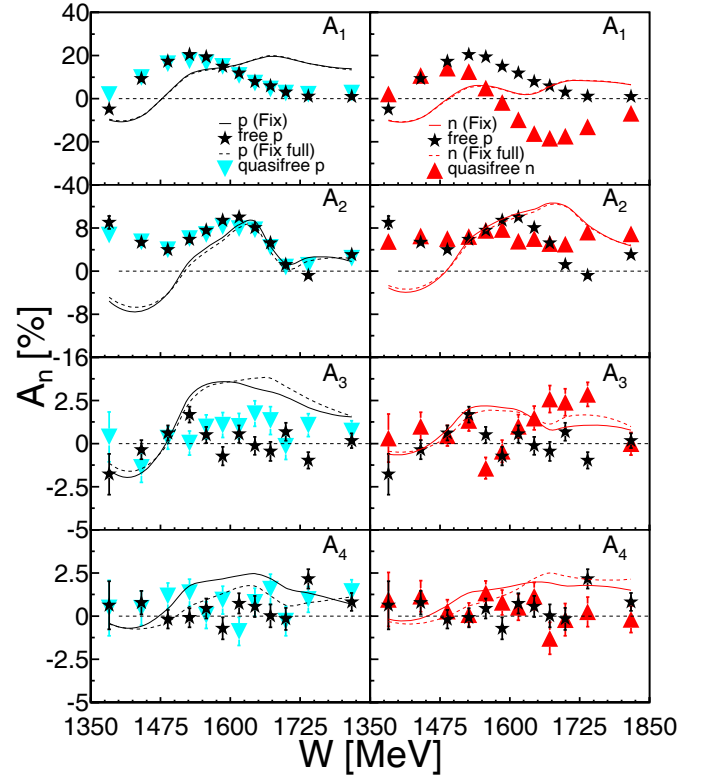 40 A₁ A₁
20
0
-20
p (Fix) n (Fix)
free p free p
p (Fix full) n (Fix full)
quasifree p quasifree n
-40
A₂ A₂
8
0
-8
-16
A₃ A₃
2.5
0
-2.5
-5
A₄ A₄
2.5
0
-2.5
-5
Aₙ [%]
1350 1475 1600 1725 1350 1475 1600 1725 1850
W [MeV]